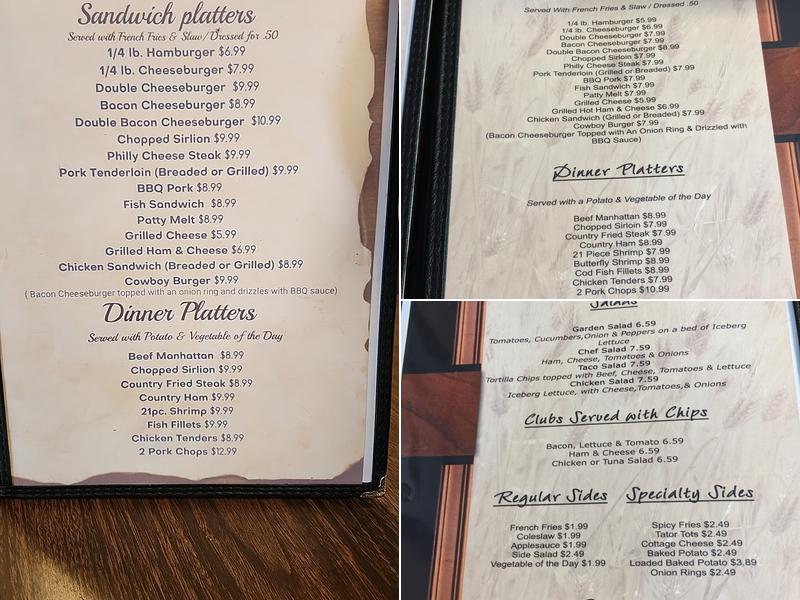 Sandwich platters
Served with French Fries & Slaw / Dressed for .50
1/4 lb. Hamburger $6.99
1/4 lb. Cheeseburger $7.99
Double Cheeseburger $9.99
Bacon Cheeseburger $8.99
Double Bacon Cheeseburger $10.99
Chopped Sirlion $9.99
Philly Cheese Steak $9.99
Pork Tenderloin (Breaded or Grilled) $9.99
BBQ Pork $8.99
Fish Sandwich $8.99
Patty Melt $8.99
Grilled Cheese $5.99
Grilled Ham & Cheese $6.99
Chicken Sandwich (Breaded or Grilled) $8.99
Cowboy Burger $9.99
( Bacon Cheeseburger topped with an onion ring and drizzles with BBQ sauce)
Dinner Platters
Served with Potato & Vegetable of the Day
Beef Manhattan $8.99
Chopped Sirlion $9.99
Country Fried Steak $8.99
Country Ham $9.99
21pc. Shrimp $9.99
Fish Fillets $9.99
Chicken Tenders $8.99
2 Pork Chops $12.99
Served With French Fries & Slaw / Dressed .50
1/4 lb. Hamburger $5.99
1/4 lb. Cheeseburger $6.99
Double Cheeseburger $7.99
Bacon Cheeseburger $7.99
Double Bacon Cheeseburger $8.99
Chopped Sirloin $7.99
Philly Cheese Steak $7.99
Pork Tenderloin (Grilled or Breaded) $7.99
BBQ Pork $7.99
Fish Sandwich $7.99
Patty Melt $7.99
Grilled Cheese $5.99
Grilled Hot Ham & Cheese $6.99
Chicken Sandwich (Grilled or Breaded) $7.99
Cowboy Burger $7.99
(Bacon Cheeseburger Topped with An Onion Ring & Drizzled with
BBQ Sauce)
Dinner Platters
Served with a Potato & Vegetable of the Day
Beef Manhattan $8.99
Chopped Sirloin $7.99
Country Fried Steak $7.99
Country Ham $8.99
21 Piece Shrimp $7.99
Butterfly Shrimp $8.99
Cod Fish Fillets $8.99
Chicken Tenders $7.99
2 Pork Chops $10.99
Salads
Garden Salad 6.59
Tomatoes, Cucumbers,Onion & Peppers on a bed of Iceberg
Lettuce
Chef Salad 7.59
Ham, Cheese, Tomatoes & Onions
Taco Salad 7.59
Tortilla Chips topped with Beef, Cheese, Tomatoes & Lettuce
Chicken Salad 7.59
Iceberg Lettuce, with Cheese,Tomatoes,& Onions
Clubs Served with Chips
Bacon, Lettuce & Tomato 6.59
Ham & Cheese 6.59
Chicken or Tuna Salad 6.59
Regular Sides
French Fries $1.99
Coleslaw $1.99
Applesauce $1.99
Side Salad $2.49
Vegetable of the Day $1.99
Specialty Sides
Spicy Fries $2.49
Tator Tots $2.49
Cottage Cheese $2.49
Baked Potato $2.49
Loaded Baked Potato $3.89
Onion Rings $2.49